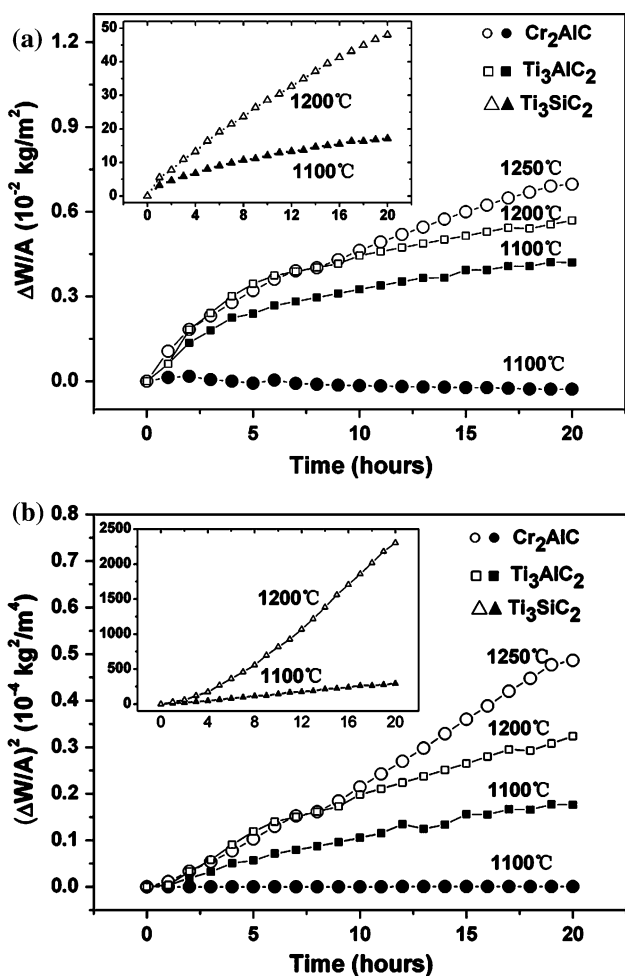 (a)
○ ● Cr₂AlC
□ ■ Ti₃AlC₂
△ ▲ Ti₃SiC₂
50
40
30
20
10
0
1200℃
1100℃
0 4 8 12 16 20
1.2
0.9
0.6
0.3
0.0
ΔW/A (10⁻² kg/m²)
1250℃
1200℃
1100℃
1100℃
0 5 10 15 20
Time (hours)
(b)
○ ● Cr₂AlC
□ ■ Ti₃AlC₂
△ ▲ Ti₃SiC₂
2500
2000
1500
1000
500
0
1200℃
1100℃
0 4 8 12 16 20
0.8
0.7
0.6
0.5
0.4
0.3
0.2
0.1
0.0
(ΔW/A)² (10⁻⁴ kg²/m⁴)
1250℃
1200℃
1100℃
1100℃
0 5 10 15 20
Time (hours)